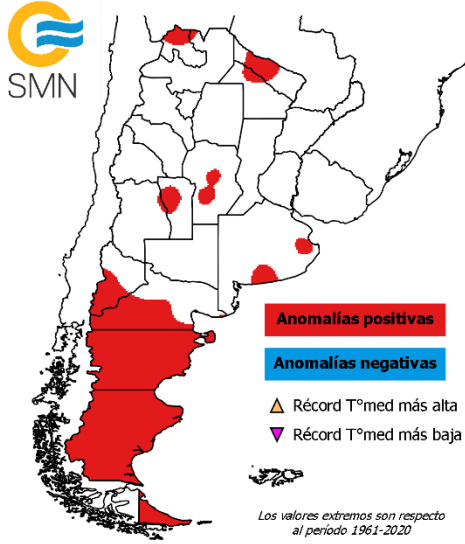 SMN
Anomalías positivas
Anomalías negativas
Récord T°med más alta
Récord T°med más baja
Los valores extremos son respecto
al período 1961-2020